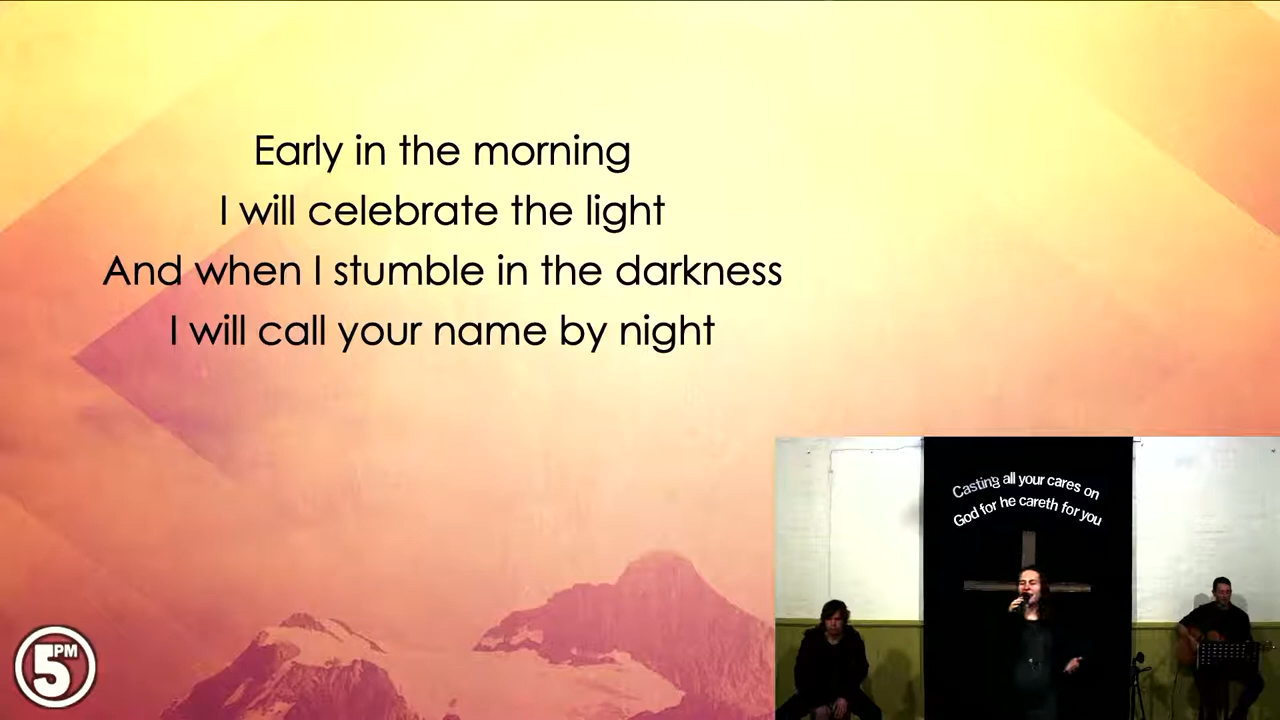 Early in the morning
I will celebrate the light
And when I stumble in the darkness
I will call your name by night
Casting all your cares on
God for he careth for you
5PM